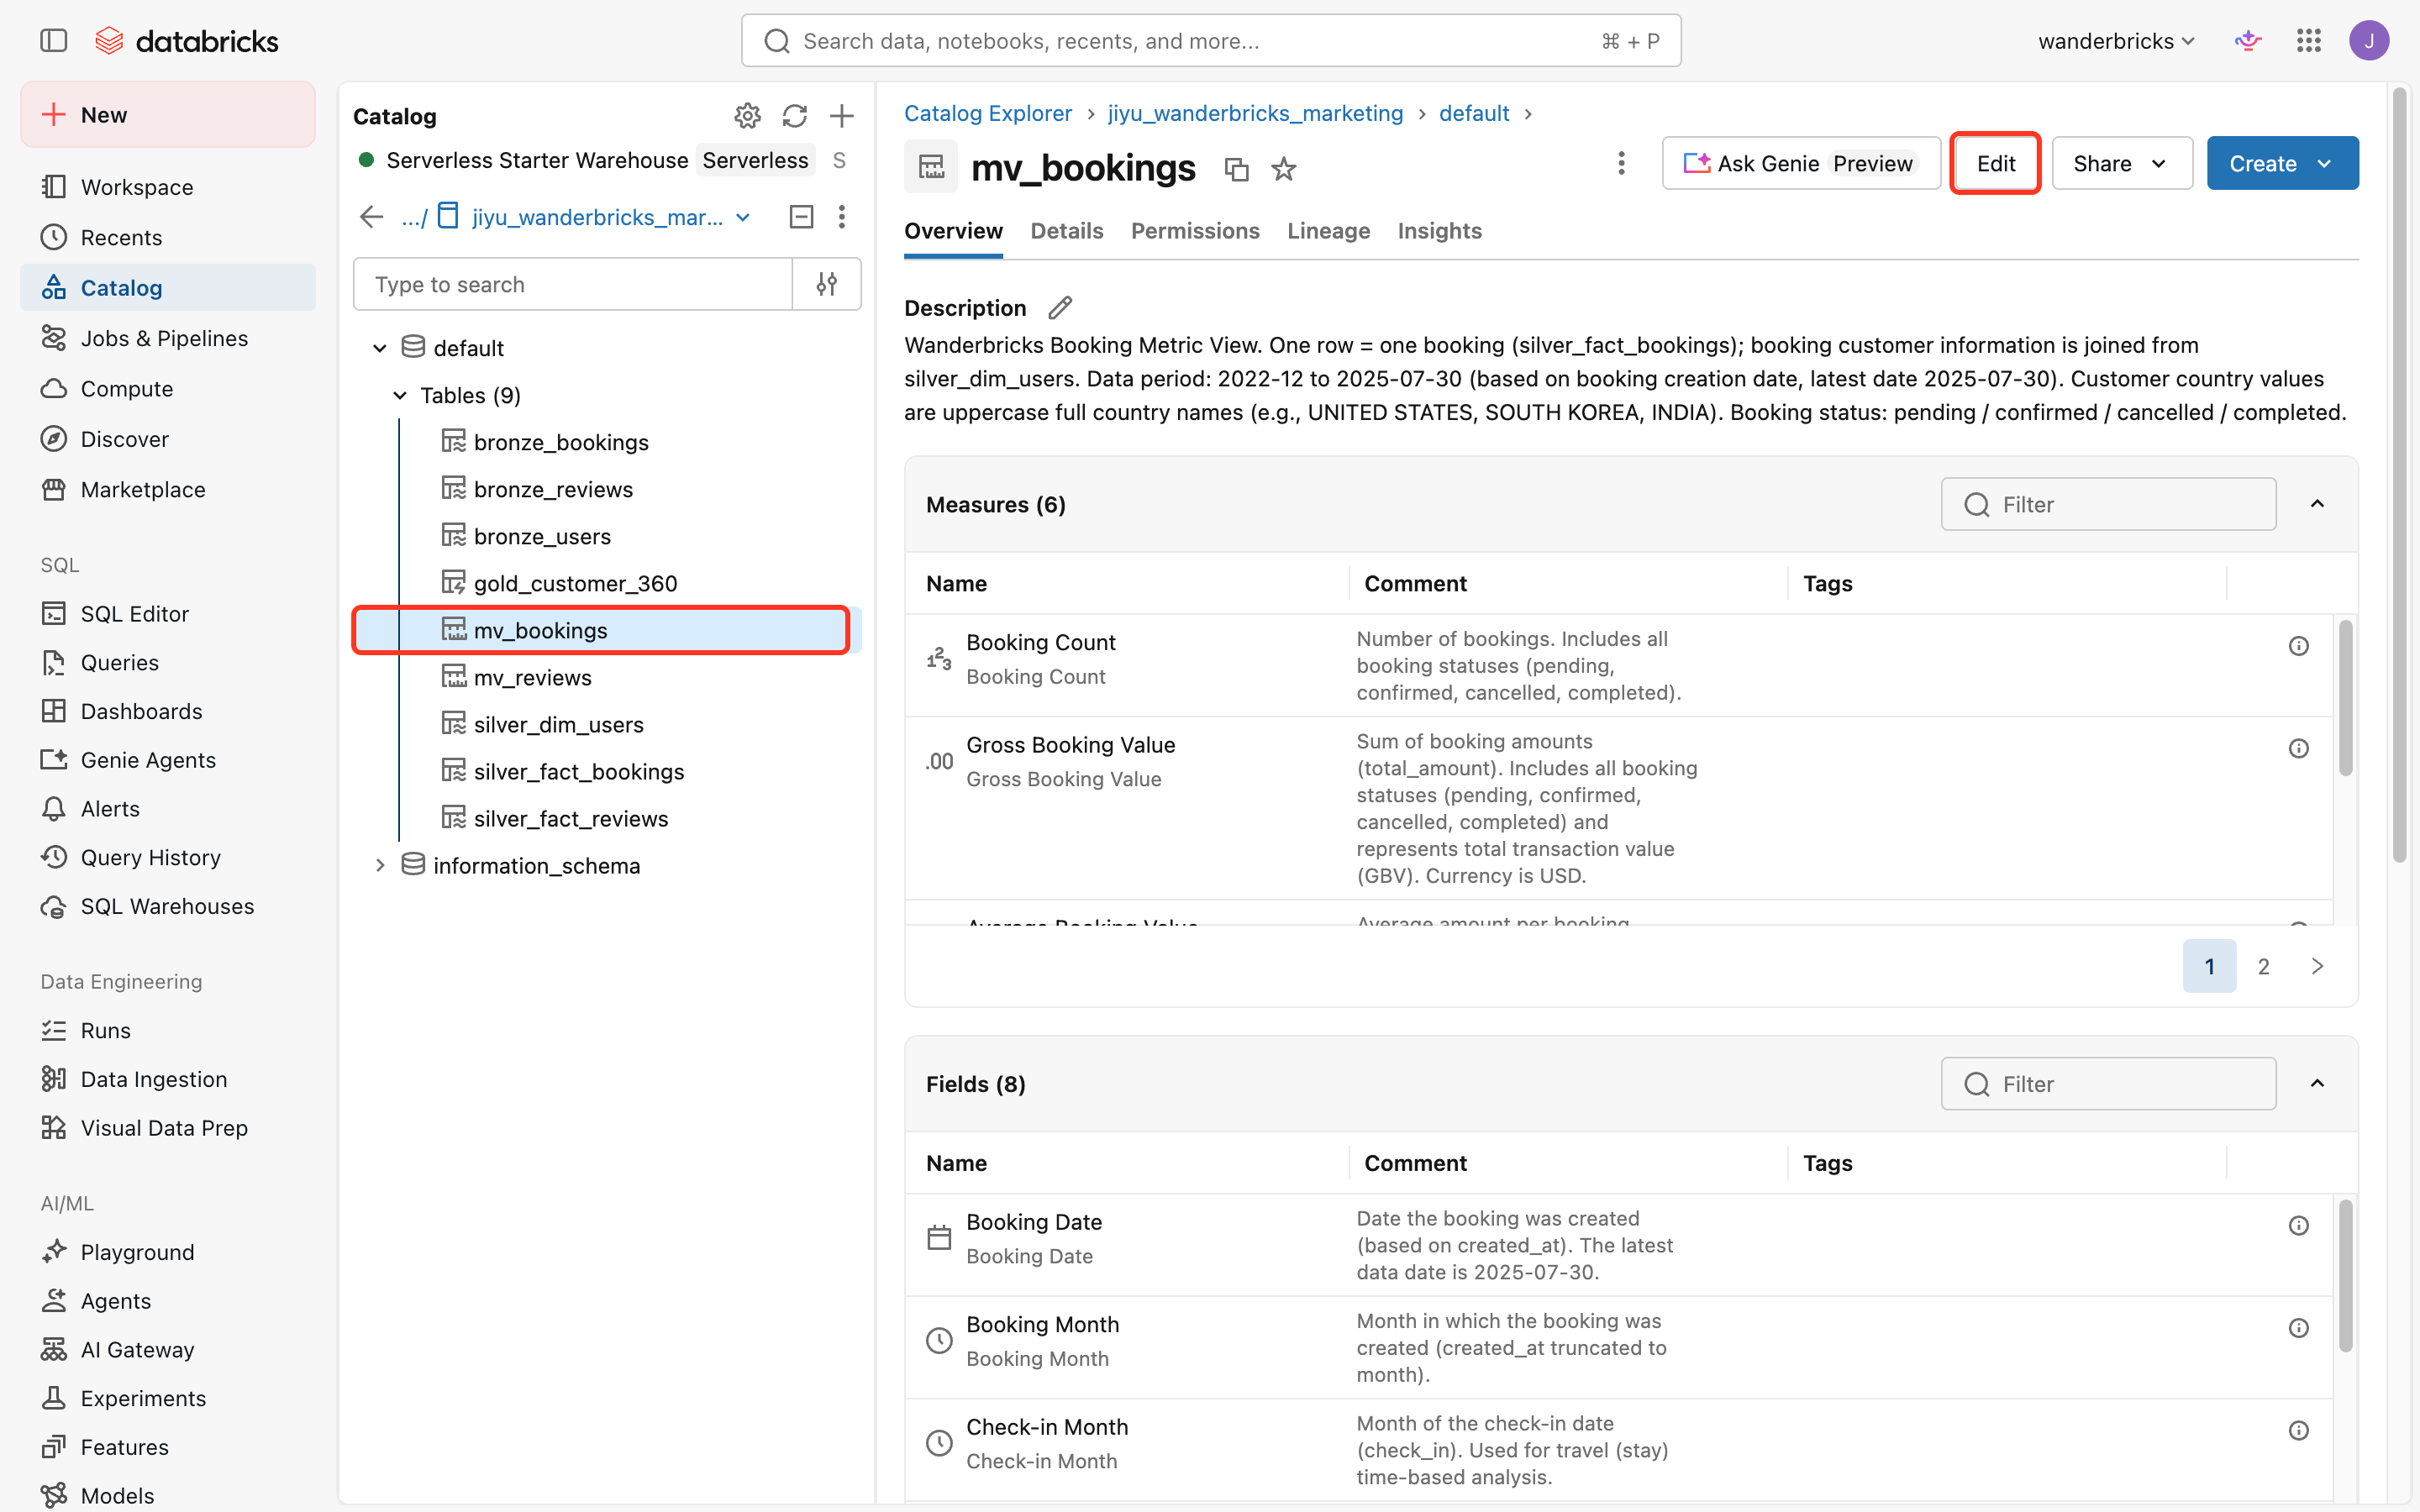 databricks
Search data, notebooks, recents, and more...
⌘ + P
wanderbricks
J
New
Workspace
Recents
Catalog
Jobs & Pipelines
Compute
Discover
Marketplace
SQL
SQL Editor
Queries
Dashboards
Genie Agents
Alerts
Query History
SQL Warehouses
Data Engineering
Runs
Data Ingestion
Visual Data Prep
AI/ML
Playground
Agents
AI Gateway
Experiments
Features
Models
Catalog
Serverless Starter Warehouse Serverless S
.../ jiyu_wanderbricks_mar...
Type to search
default
Tables (9)
bronze_bookings
bronze_reviews
bronze_users
gold_customer_360
mv_bookings
mv_reviews
silver_dim_users
silver_fact_bookings
silver_fact_reviews
information_schema
Catalog Explorer > jiyu_wanderbricks_marketing > default >
mv_bookings
Ask Genie Preview
Edit
Share
Create
Overview Details Permissions Lineage Insights
Description
Wanderbricks Booking Metric View. One row = one booking (silver_fact_bookings); booking customer information is joined from
silver_dim_users. Data period: 2022-12 to 2025-07-30 (based on booking creation date, latest date 2025-07-30). Customer country values
are uppercase full country names (e.g., UNITED STATES, SOUTH KOREA, INDIA). Booking status: pending / confirmed / cancelled / completed.
Measures (6)
Filter
Name Comment Tags
Booking Count
Booking Count
Number of bookings. Includes all
booking statuses (pending,
confirmed, cancelled, completed).
.00
Gross Booking Value
Gross Booking Value
Sum of booking amounts
(total_amount). Includes all booking
statuses (pending, confirmed,
cancelled, completed) and
represents total transaction value
(GBV). Currency is USD.
Average Booking Value
Average amount per booking
1 2 >
Fields (8)
Filter
Name Comment Tags
Booking Date
Booking Date
Date the booking was created
(based on created_at). The latest
data date is 2025-07-30.
Booking Month
Booking Month
Month in which the booking was
created (created_at truncated to
month).
Check-in Month
Check-in Month
Month of the check-in date
(check_in). Used for travel (stay)
time-based analysis.